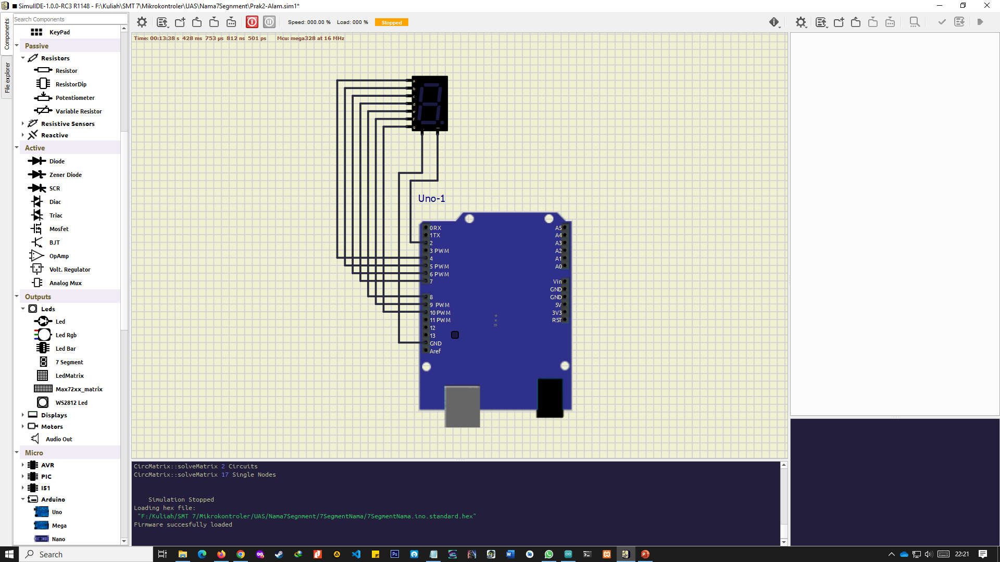 SimulIDE-1.0.0-RC3 R1148 - F:\Kuliah\SMT 7\Mikrokontroler\UAS\Nama7Segnment\Prak2-Alam.sim1*
Components
File explorer
Search Components
KeyPad
Passive
Resistors
Resistor
ResistorDip
Potentiometer
Variable Resistor
Resistive Sensors
Reactive
Active
Diode
Zener Diode
SCR
Diac
Triac
Mosfet
BJT
OpAmp
Volt. Regulator
Analog Mux
Outputs
Leds
Led
Led Rgb
Led Bar
7 Segment
LedMatrix
Max72xx_matrix
WS2812 Led
Displays
Motors
Audio Out
Micro
AVR
PIC
I51
Arduino
Uno
Mega
Nano
Speed: 000.00 % Load: 000 % Stopped
Time: 00:13:38 s 428 ms 753 µs 812 ns 501 ps Mcu: mega328 at 16 MHz
a
b
c
d
e
f
g
Uno-1
0RX
1TX
2
3 PWM
4
5 PWM
6 PWM
7
8
9 PWM
10PWM
11PWM
12
13
GND
Aref
A5
A4
A3
A2
A1
A0
Vin
GND
GND
5V
3V3
RST
Uno
CircMatrix::solveMatrix 2 Circuits
CircMatrix::solveMatrix 17 Single Nodes
Simulation Stopped
Loading hex file:
"F:/Kuliah/SMT 7/Mikrokontroler/UAS/Nama7Segnment/7SegmentNama/7SegmentNama.ino.standard.hex"
Firmware succesfully loaded
Search
22:21